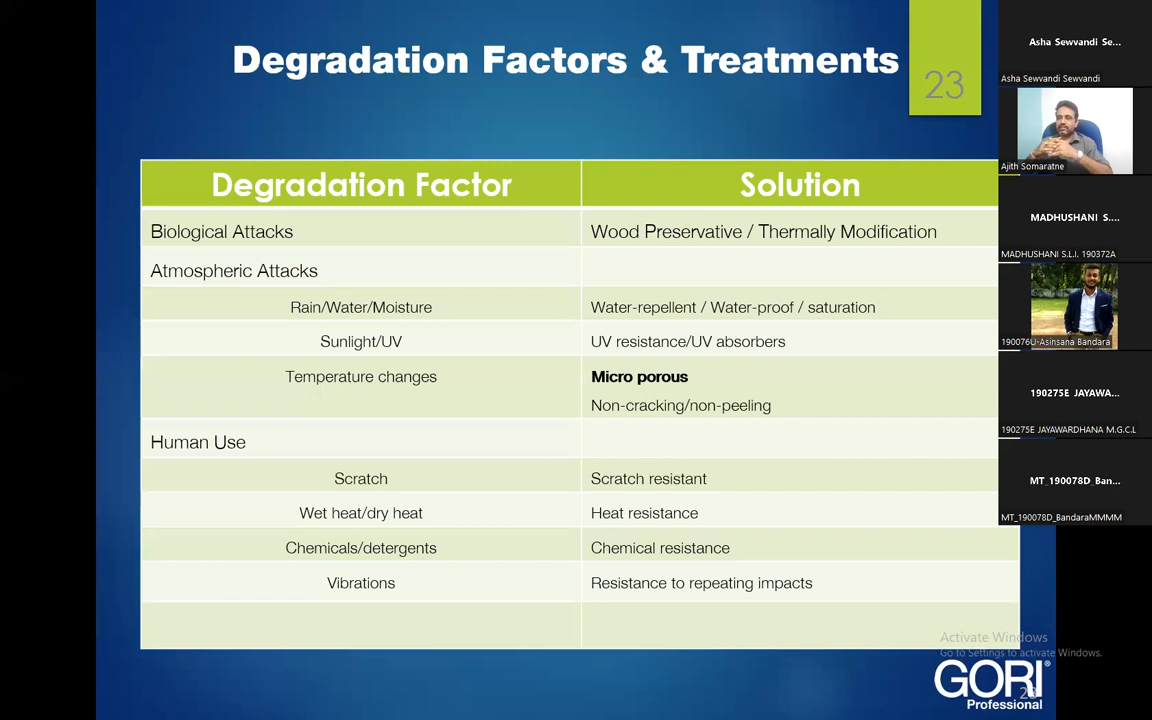 Degradation Factors & Treatments
23
Degradation Factor
Solution
Biological Attacks
Wood Preservative / Thermally Modification
Atmospheric Attacks
Rain/Water/Moisture
Water-repellent / Water-proof / saturation
Sunlight/UV
UV resistance/UV absorbers
Temperature changes
Micro porous
Non-cracking/non-peeling
Human Use
Scratch
Scratch resistant
Wet heat/dry heat
Heat resistance
Chemicals/detergents
Chemical resistance
Vibrations
Resistance to repeating impacts
Activate Windows
Go to Settings to activate Windows.
GORI®
23
Professional
Asha Sewvandi Se...
Asha Sewvandi Sewvandi
Ajith Somaratne
MADHUSHANI S....
MADHUSHANI S.L.I. 190372A
190076U-Asinsana Bandara
190275E JAYAWA...
190275E JAYAWARDHANA M.G.C.L
MT_190078D_Ban...
MT_190078D_BandaraMMMM